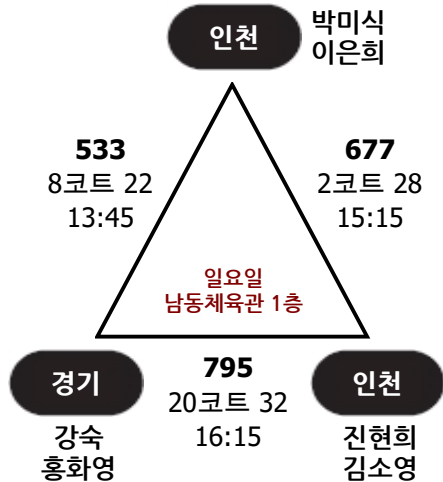 인천
박미식
이은희
533
8코트 22
13:45
677
2코트 28
15:15
일요일
남동체육관 1층
경기
강숙
홍화영
795
20코트 32
16:15
인천
진현희
김소영